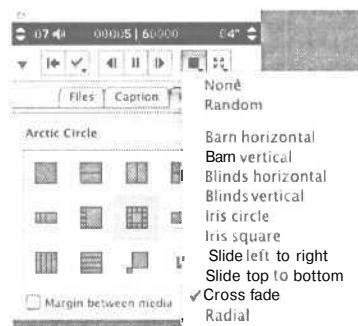 07
00005 | 60000
04"
Files
Caption
None
Random
Arctic Circle
Barn horizontal
Barn vertical
Blinds horizontal
Blinds vertical
Iris circle
Iris square
Slide left to right
Slide top to bottom
✓ Cross fade
Margin between media
Radial